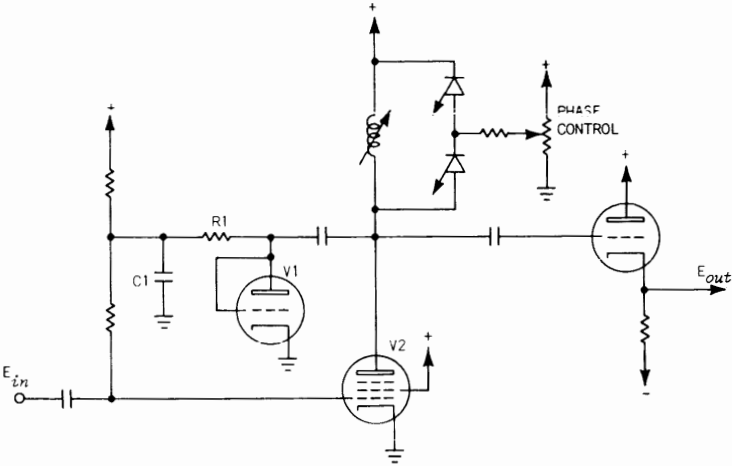 +
+
PHASE
CONTROL
+
+
R1
C1
V1
E out
V2
+
E in
-